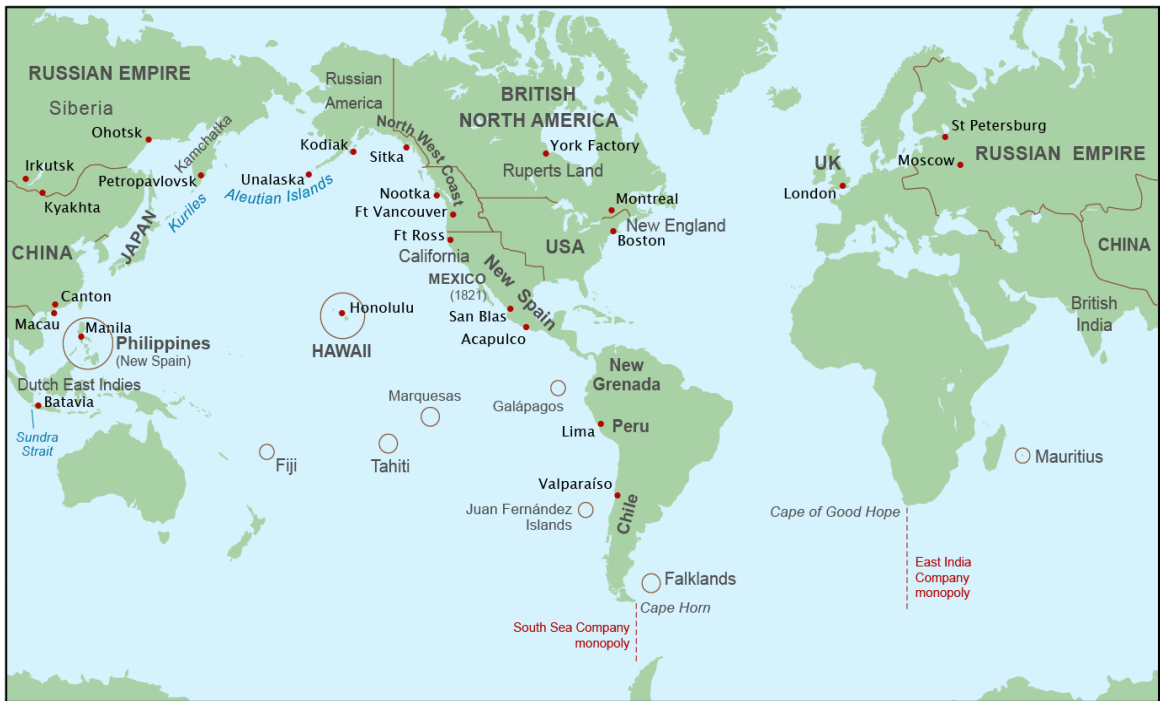 RUSSIAN EMPIRE
Siberia
Ohotsk
Kamchatka
Irkutsk
Petropavlovsk
Kyakhta
Kuriles
JAPAN
CHINA
Canton
Macau
Manila
Philippines
(New Spain)
Dutch East Indies
Batavia
Sundra
Strait
Russian
America
Kodiak
Sitka
Unalaska
Aleutian Islands
North West Coast
Nootka
Ft Vancouver
Ft Ross
California
MEXICO
(1821)
New Spain
San Blas
Acapulco
Honolulu
HAWAII
BRITISH
NORTH AMERICA
York Factory
Ruperts Land
Montreal
New England
Boston
USA
Marquesas
Galápagos
Fiji
Tahiti
New
Grenada
Lima
Peru
Valparaíso
Chile
Juan Fernández
Islands
Falklands
Cape Horn
South Sea Company
monopoly
UK
London
St Petersburg
Moscow
RUSSIAN EMPIRE
CHINA
British
India
Mauritius
Cape of Good Hope
East India
Company
monopoly